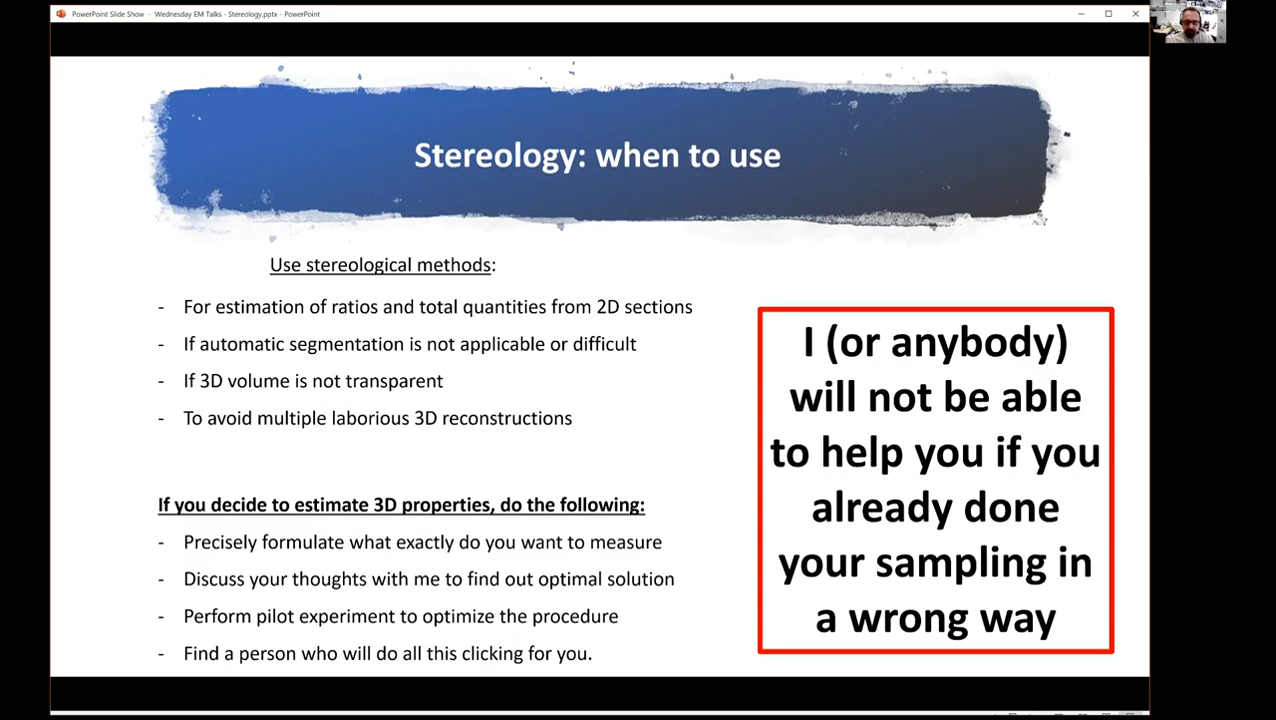 PowerPoint Slide Show - Wednesday EM Talks - Stereology.pptx - PowerPoint
Stereology: when to use
Use stereological methods:
- For estimation of ratios and total quantities from 2D sections
- If automatic segmentation is not applicable or difficult
- If 3D volume is not transparent
- To avoid multiple laborious 3D reconstructions
If you decide to estimate 3D properties, do the following:
- Precisely formulate what exactly do you want to measure
- Discuss your thoughts with me to find out optimal solution
- Perform pilot experiment to optimize the procedure
- Find a person who will do all this clicking for you.
I (or anybody)
will not be able
to help you if you
already done
your sampling in
a wrong way